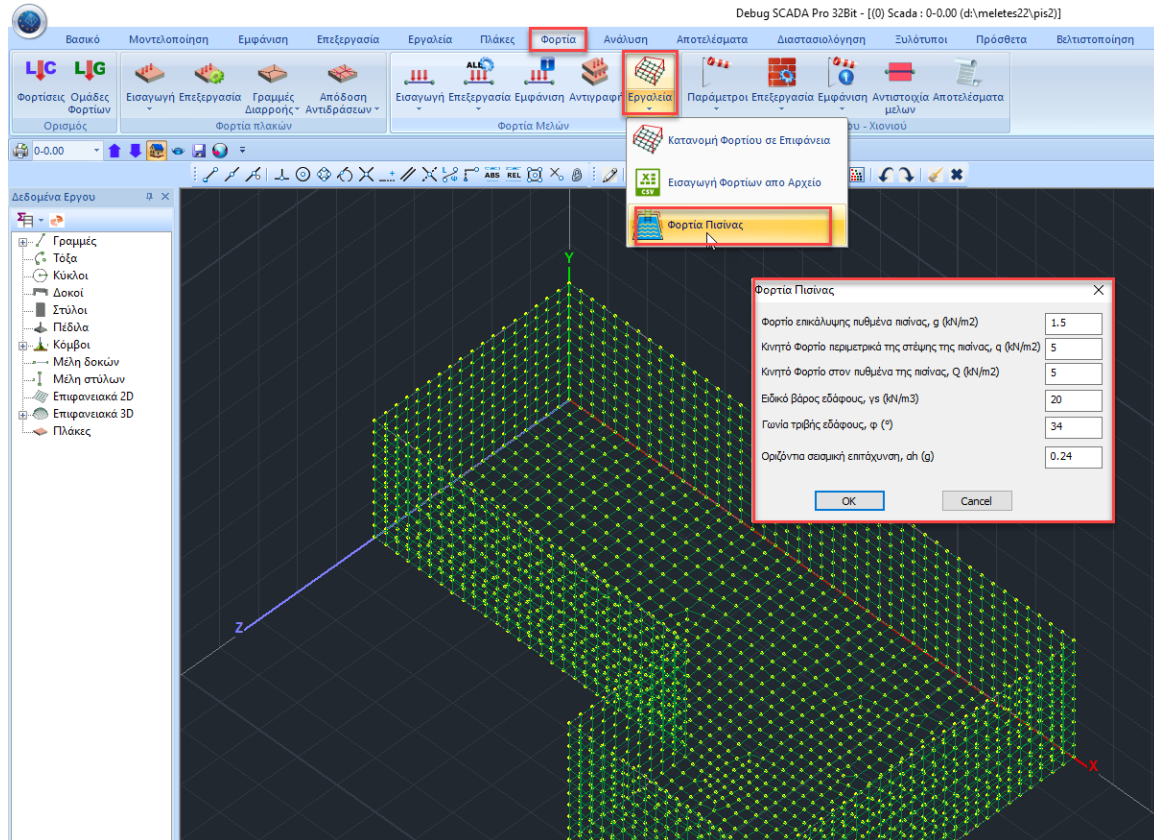 Debug SCADA Pro 32Bit - [(0) Scada : 0-0.00 (d:\meletes22\pis2)]
Βασικό Μοντελοποίηση Εμφάνιση Επεξεργασία Εργαλεία Πλάκες Φορτία Ανάλυση Αποτελέσματα Διαστασιολόγηση Ξυλότυποι Πρόσθετα Βελτιστοποίηση
Φορτίσεις Ομάδες Φορτίων
Εισαγωγή Επεξεργασία Γραμμές Διαρροής Απόδοση Αντιδράσεων
Εισαγωγή Επεξεργασία Εμφάνιση Αντιγραφή Εργαλεία
Παράμετροι Επεξεργασία Εμφάνιση Αντιστοιχία μελων Αποτελέσματα
Ορισμός Φορτία πλακών Φορτία Μελών ου - Χιονιού
Κατανομή Φορτίου σε Επιφάνεια
Εισαγωγή Φορτίων απο Αρχείο
Φορτία Πισίνας
0-0.00
Δεδομένα Εργου
Γραμμές
Τόξα
Κύκλοι
Δοκοί
Στύλοι
Πέδιλα
Κόμβοι
Μέλη δοκών
Μέλη στύλων
Επιφανειακά 2D
Επιφανειακά 3D
Πλάκες
Y
Z
X
Φορτία Πισίνας
Φορτίο επικάλυψης πυθμένα πισίνας, g (kN/m2) 1.5
Κινητό Φορτίο περιμετρικά της στέψης της πισίνας, q (kN/m2) 5
Κινητό Φορτίο στον πυθμένα της πισίνας, Q (kN/m2) 5
Ειδικό βάρος εδάφους, γs (kN/m3) 20
Γωνία τριβής εδάφους, φ (°) 34
Οριζόντια σεισμική επιτάχυνση, ah (g) 0.24
OK Cancel